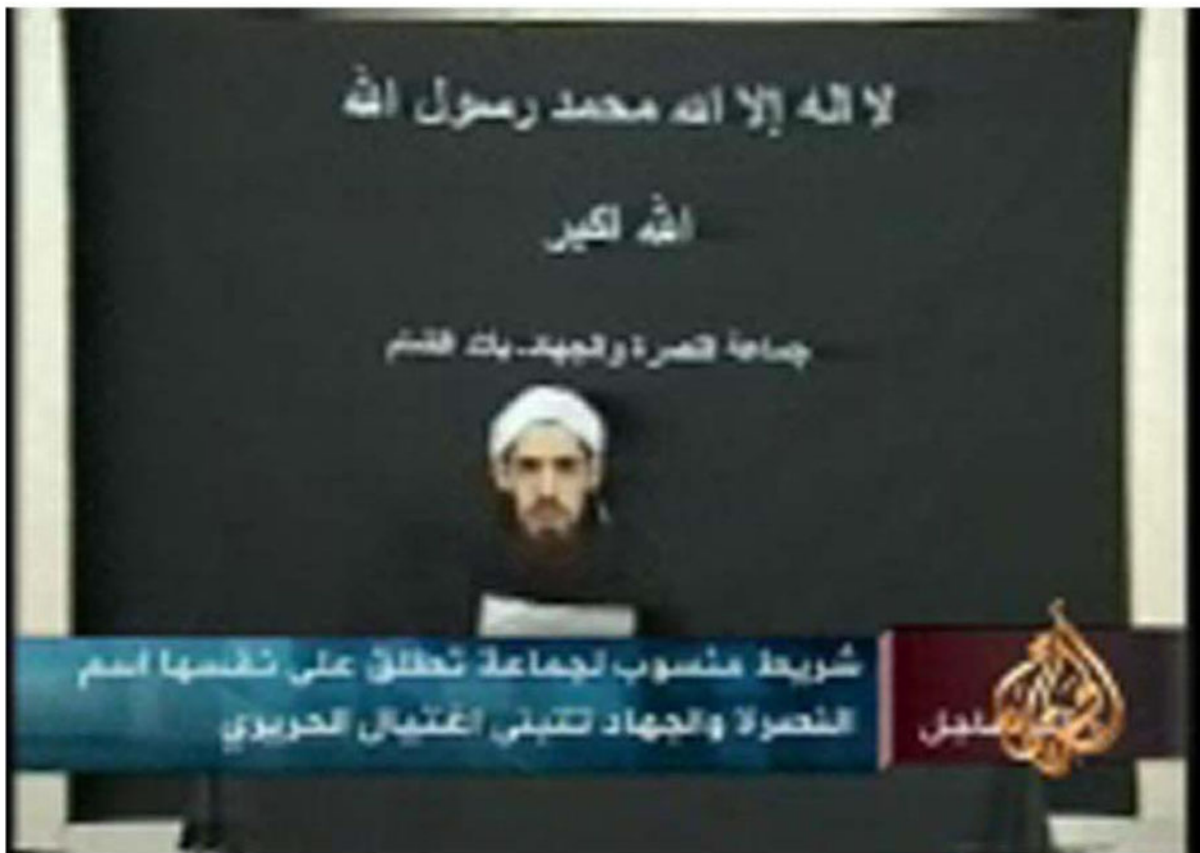 لا اله إلا الله محمد رسول الله
الله اكبر
جماعة النصرة والجهاد - بلاد الشام
شريط منسوب لجماعة تطلق على نفسها اسم
النصرة والجهاد تتبنى اغتيال الحريري
عاجل